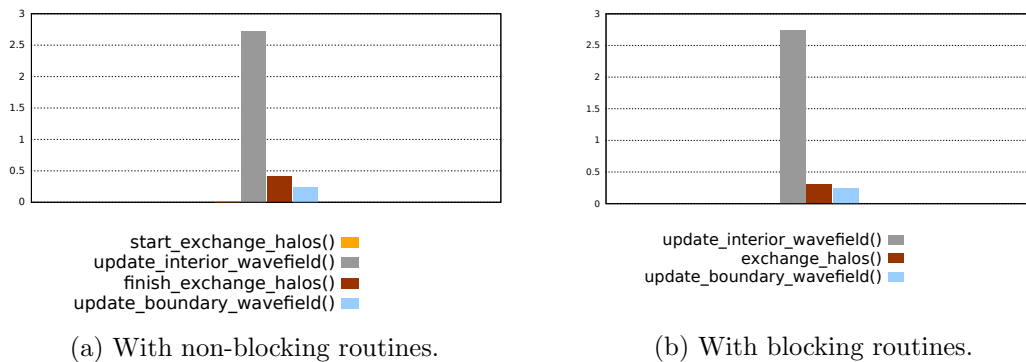 3
2.5
2
1.5
1
0.5
0
start_exchange_halos()
update_interior_wavefield()
finish_exchange_halos()
update_boundary_wavefield()
(a) With non-blocking routines.
3
2.5
2
1.5
1
0.5
0
update_interior_wavefield()
exchange_halos()
update_boundary_wavefield()
(b) With blocking routines.